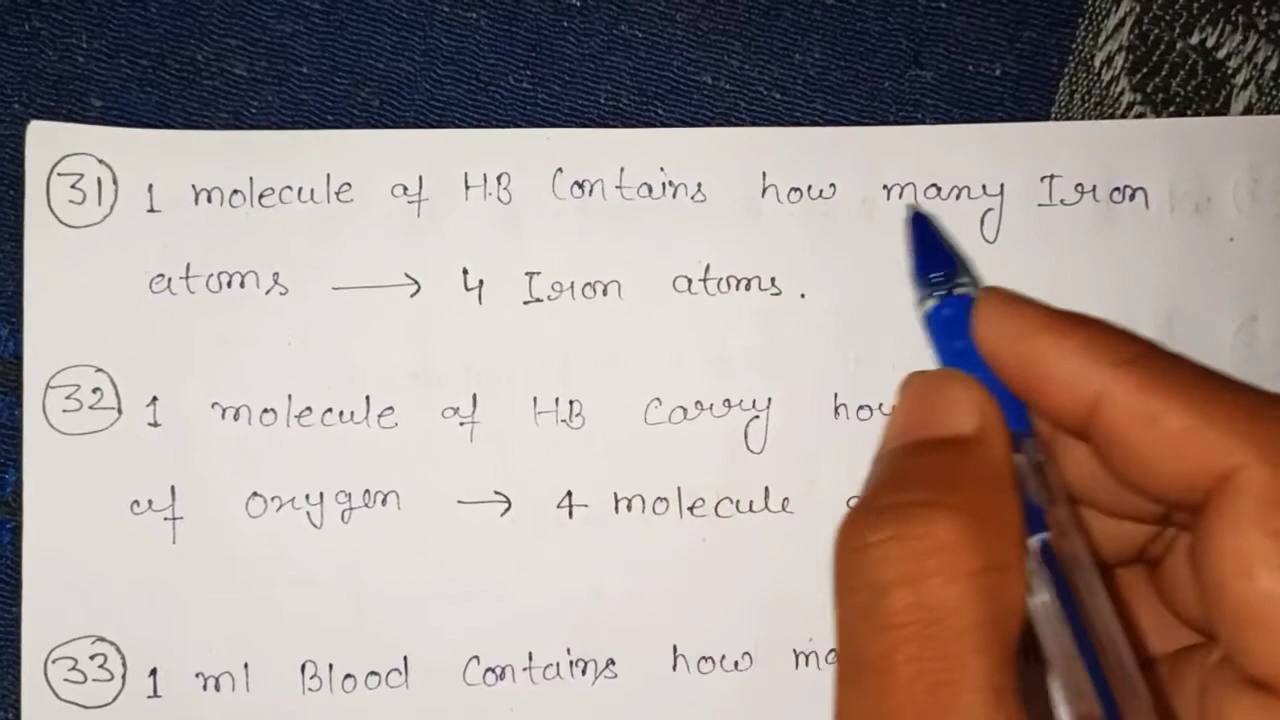 31 1 molecule of H.B Contains how many Iron
atoms → 4 Iron atoms.
32 1 molecule of H.B Carry
of oxygen → 4 molecule
33 1 ml Blood Contains how